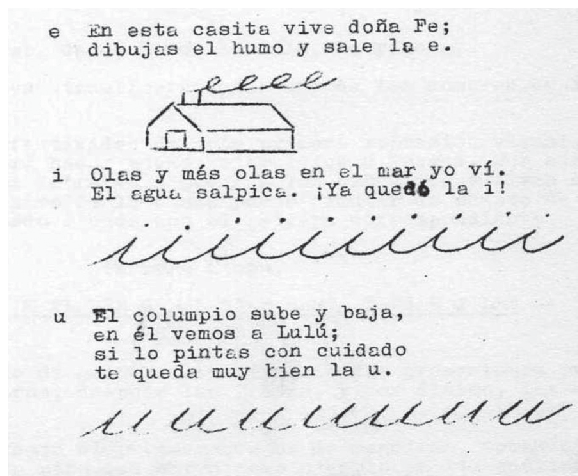 e En esta casita vive doña Fe;
dibujas el humo y sale la e.
eeee
i Olas y más olas en el mar yo ví.
El agua salpica. ¡Ya quedó la i!
iiiiiiiii
u El columpio sube y baja,
en él vemos a Lulú;
si lo pintas con cuidado
te queda muy bien la u.
uuuuuuuu